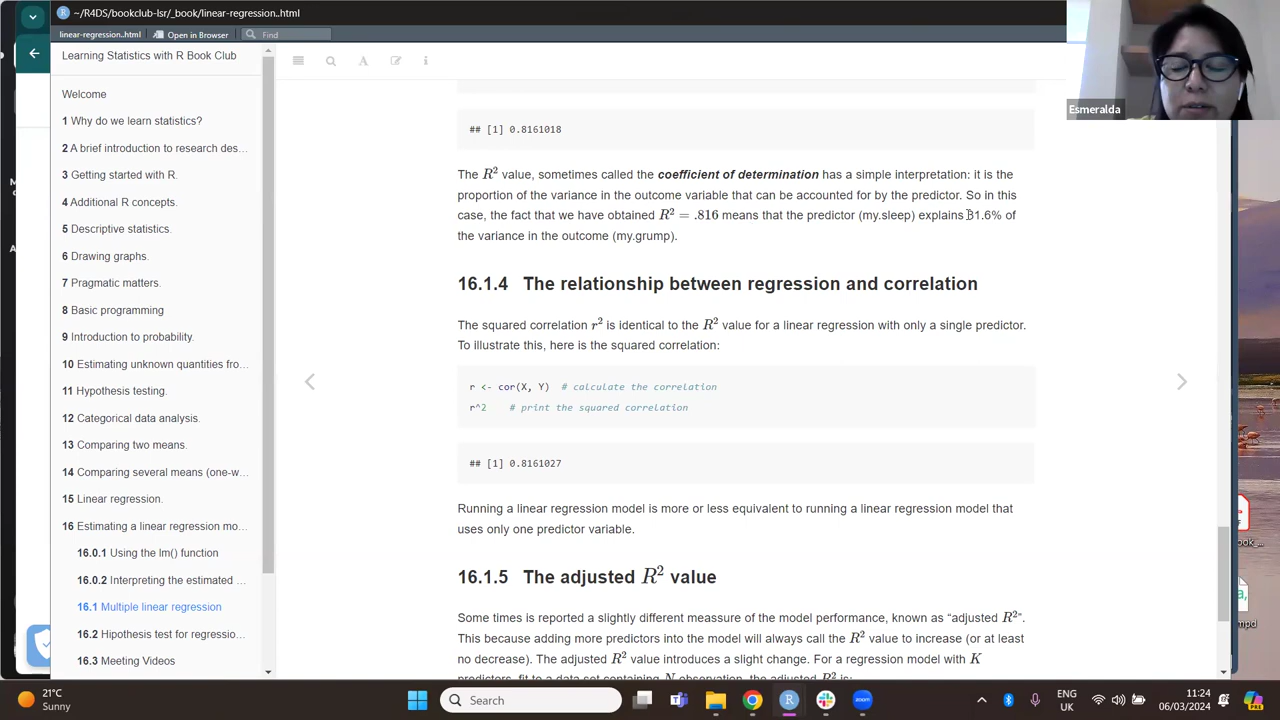 ~/R4DS/bookclub-lsr/_book/linear-regression..html
linear-regression..html
Open in Browser
Find
Learning Statistics with R Book Club
Welcome
1 Why do we learn statistics?
2 A brief introduction to research des…
3 Getting started with R.
4 Additional R concepts.
5 Descriptive statistics.
6 Drawing graphs.
7 Pragmatic matters.
8 Basic programming
9 Introduction to probability.
10 Estimating unknown quantities fro…
11 Hypothesis testing.
12 Categorical data analysis.
13 Comparing two means.
14 Comparing several means (one-w…
15 Linear regression.
16 Estimating a linear regression mo…
16.0.1 Using the lm() function
16.0.2 Interpreting the estimated …
16.1 Multiple linear regression
16.2 Hipothesis test for regressio…
16.3 Meeting Videos
## [1] 0.8161018
The R² value, sometimes called the coefficient of determination has a simple interpretation: it is the
proportion of the variance in the outcome variable that can be accounted for by the predictor. So in this
case, the fact that we have obtained R² = .816 means that the predictor (my.sleep) explains 81.6% of
the variance in the outcome (my.grump).
16.1.4 The relationship between regression and correlation
The squared correlation r² is identical to the R² value for a linear regression with only a single predictor.
To illustrate this, here is the squared correlation:
r <- cor(X, Y) # calculate the correlation
r^2 # print the squared correlation
## [1] 0.8161027
Running a linear regression model is more or less equivalent to running a linear regression model that
uses only one predictor variable.
16.1.5 The adjusted R² value
Some times is reported a slightly different meassure of the model performance, known as “adjusted R²“.
This because adding more predictors into the model will always call the R² value to increase (or at least
no decrease). The adjusted R² value introduces a slight change. For a regression model with K
predictors, fit to a data set containing N observation, the adjusted R² is:
Esmeralda
21°C
Sunny
Search
ENG
UK
11:24
06/03/2024